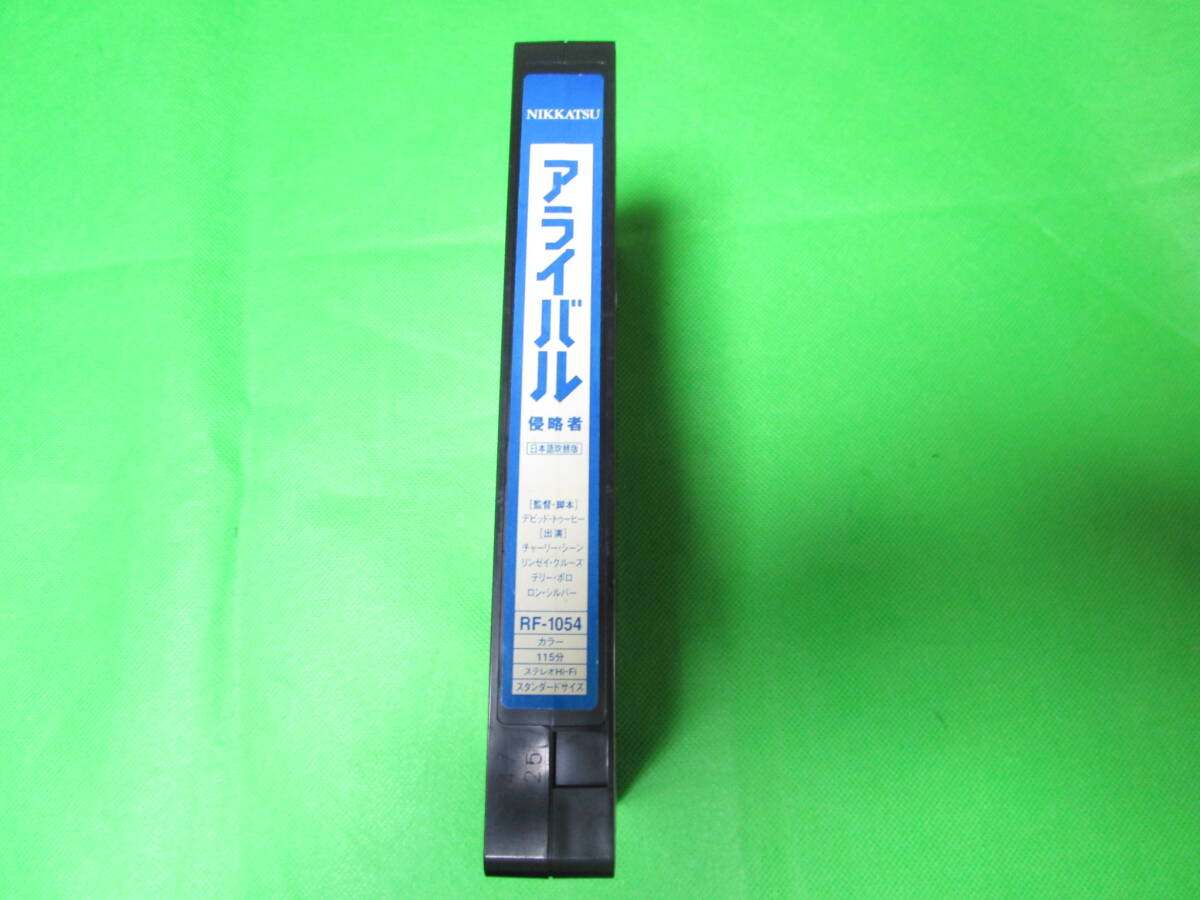 NIKKATSU
アライバル
侵略者
日本語吹替版
[監督・脚本]
デビッド・トゥーヒー
[出演]
チャーリー・シーン
リンゼイ・クルーズ
テリー・ポロ
ロン・シルバー
RF-1054
カラー
115分
ステレオHi-Fi
スタンダードサイズ
25